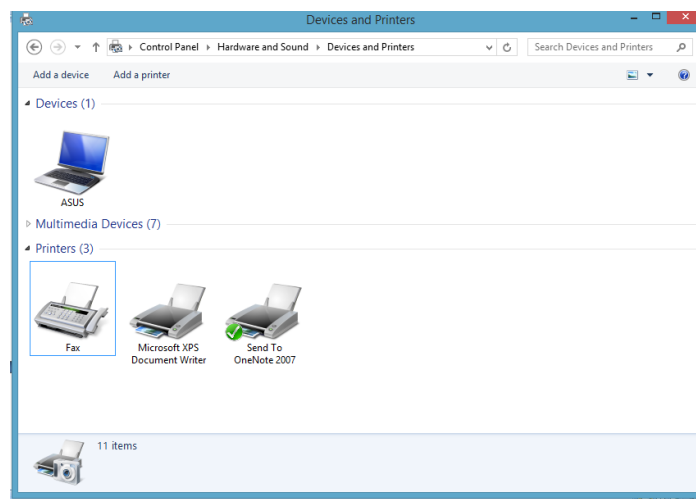 Devices and Printers
Control Panel Hardware and Sound Devices and Printers Search Devices and Printers
Add a device Add a printer
Devices (1)
ASUS
Multimedia Devices (7)
Printers (3)
Fax Microsoft XPS Send To
Document Writer OneNote 2007
11 items